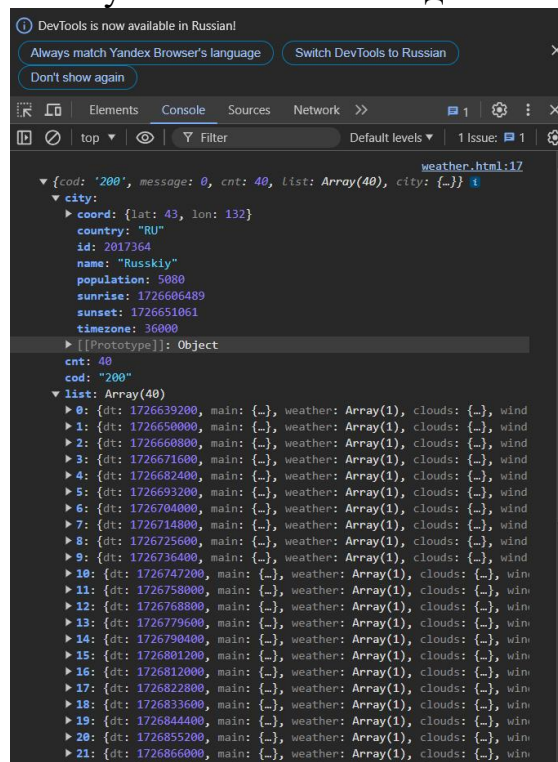 DevTools is now available in Russian!
Always match Yandex Browser's language
Switch DevTools to Russian
Don't show again
Elements Console Sources Network
1
top
Filter
Default levels
1 Issue: 1
weather.html:17
{cod: '200', message: 0, cnt: 40, list: Array(40), city: {…}}
city:
coord: {lat: 43, lon: 132}
country: "RU"
id: 2017364
name: "Russkiy"
population: 5080
sunrise: 1726606489
sunset: 1726651061
timezone: 36000
[[Prototype]]: Object
cnt: 40
cod: "200"
list: Array(40)
0: {dt: 1726639200, main: {…}, weather: Array(1), clouds: {…}, wind
1: {dt: 1726650000, main: {…}, weather: Array(1), clouds: {…}, wind
2: {dt: 1726660800, main: {…}, weather: Array(1), clouds: {…}, wind
3: {dt: 1726671600, main: {…}, weather: Array(1), clouds: {…}, wind
4: {dt: 1726682400, main: {…}, weather: Array(1), clouds: {…}, wind
5: {dt: 1726693200, main: {…}, weather: Array(1), clouds: {…}, wind
6: {dt: 1726704000, main: {…}, weather: Array(1), clouds: {…}, wind
7: {dt: 1726714800, main: {…}, weather: Array(1), clouds: {…}, wind
8: {dt: 1726725600, main: {…}, weather: Array(1), clouds: {…}, wind
9: {dt: 1726736400, main: {…}, weather: Array(1), clouds: {…}, wind
10: {dt: 1726747200, main: {…}, weather: Array(1), clouds: {…}, win
11: {dt: 1726758000, main: {…}, weather: Array(1), clouds: {…}, win
12: {dt: 1726768800, main: {…}, weather: Array(1), clouds: {…}, win
13: {dt: 1726779600, main: {…}, weather: Array(1), clouds: {…}, win
14: {dt: 1726790400, main: {…}, weather: Array(1), clouds: {…}, win
15: {dt: 1726801200, main: {…}, weather: Array(1), clouds: {…}, win
16: {dt: 1726812000, main: {…}, weather: Array(1), clouds: {…}, win
17: {dt: 1726822800, main: {…}, weather: Array(1), clouds: {…}, win
18: {dt: 1726833600, main: {…}, weather: Array(1), clouds: {…}, win
19: {dt: 1726844400, main: {…}, weather: Array(1), clouds: {…}, win
20: {dt: 1726855200, main: {…}, weather: Array(1), clouds: {…}, win
21: {dt: 1726866000, main: {…}, weather: Array(1), clouds: {…}, win